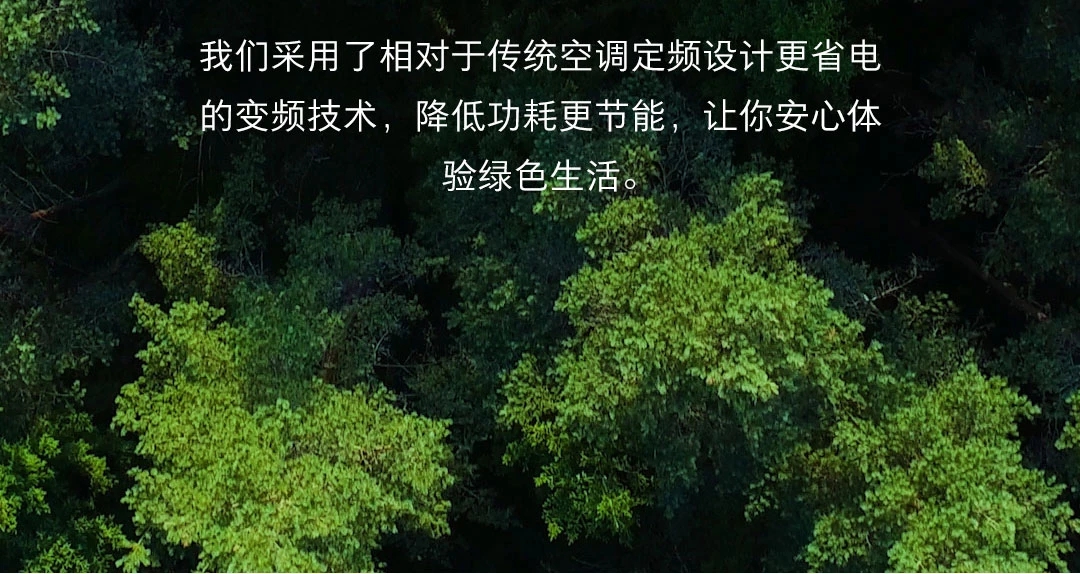 我们采用了相对于传统空调定频设计更省电
的变频技术，降低功耗更节能，让你安心体
验绿色生活。